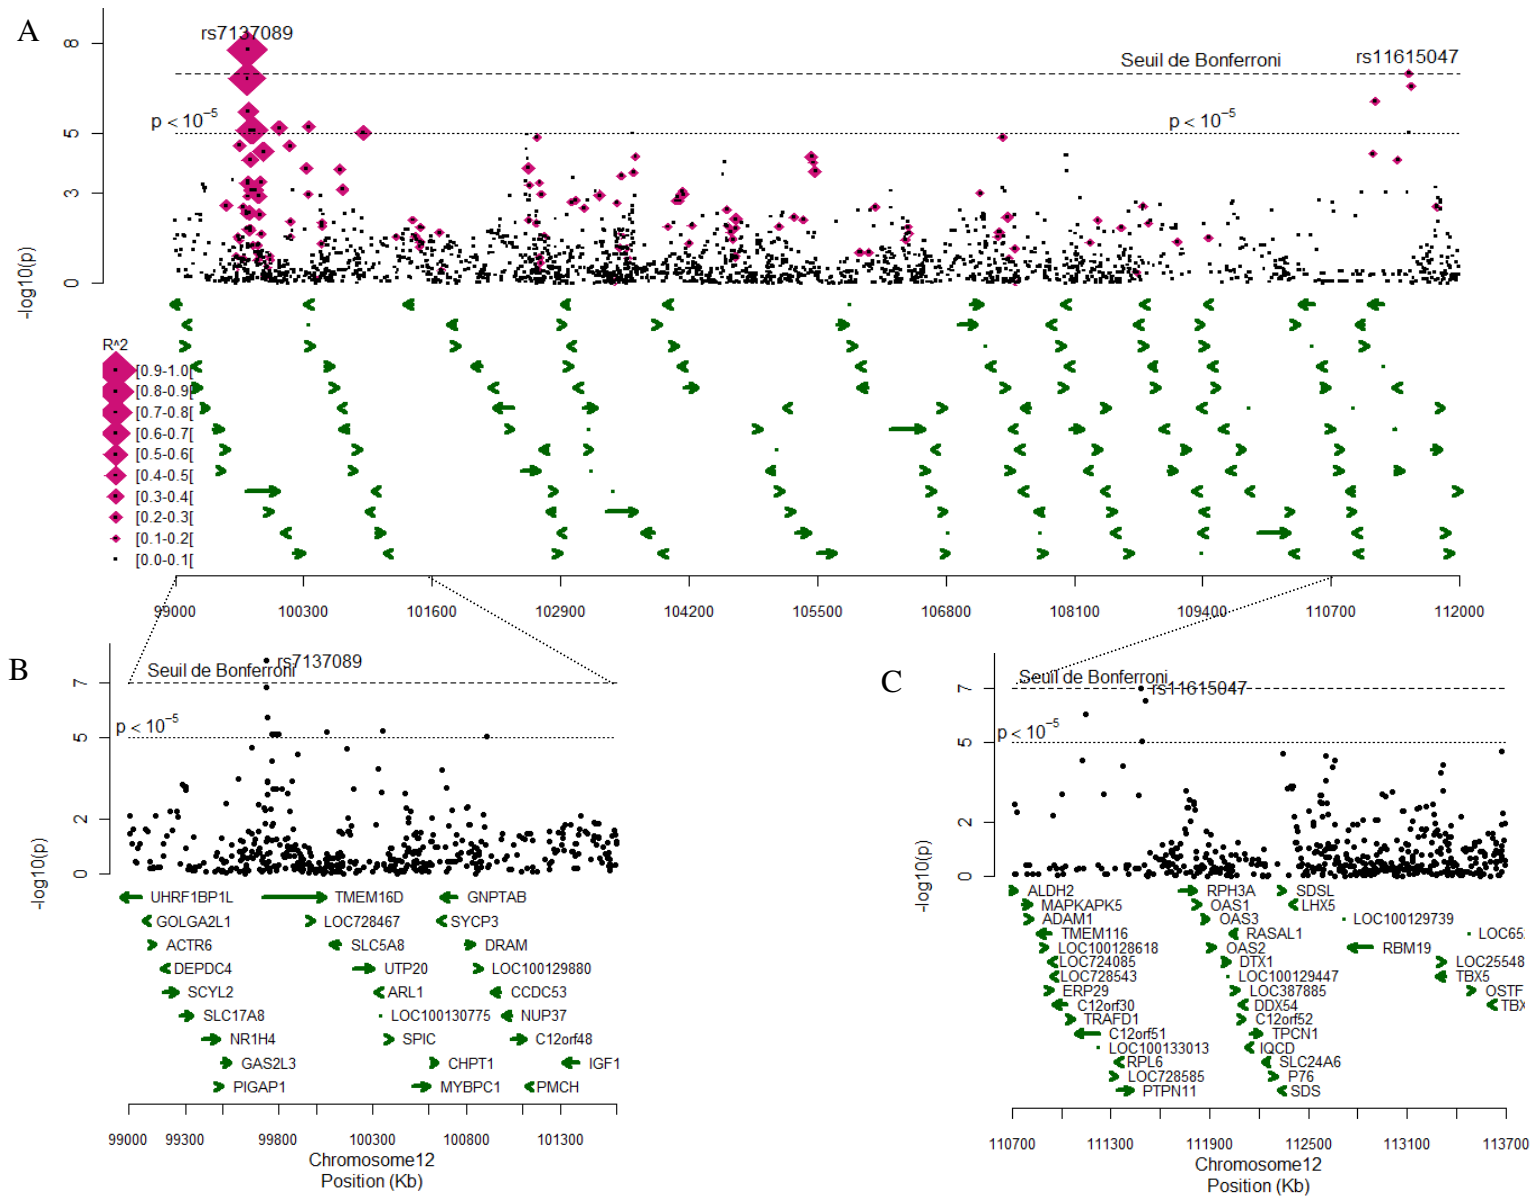 A
rs7137089
8
Seuil de Bonferroni
rs11615047
p < 10^-5
p < 10^-5
5
3
0
-log10(p)
R^2
[0.9-1.0[
[0.8-0.9[
[0.7-0.8[
[0.6-0.7[
[0.5-0.6[
[0.4-0.5[
[0.3-0.4[
[0.2-0.3[
[0.1-0.2[
[0.0-0.1[
99000 100300 101600 102900 104200 105500 106800 108100 109400 110700 112000
B
Seuil de Bonferroni
rs7137089
7
p < 10^-5
5
2
0
-log10(p)
UHRF1BP1L TMEM16D GNPTAB
GOLGA2L1 LOC728467 SYCP3
ACTR6 SLC5A8 DRAM
DEPDC4 UTP20 LOC100129880
SCYL2 ARL1 CCDC53
SLC17A8 LOC100130775 NUP37
NR1H4 SPIC C12orf48
GAS2L3 CHPT1 IGF1
PIGAP1 MYBPC1 PMCH
99000 99300 99800 100300 100800 101300
Chromosome12
Position (Kb)
C
Seuil de Bonferroni
rs11615047
7
p < 10^-5
5
2
0
-log10(p)
ALDH2 RPH3A SDSL
MAPKAPK5 OAS1 LHX5
ADAM1 OAS3 LOC100129739
TMEM116 RASAL1 LOC65
LOC100128618 OAS2 RBM19
LOC724085 DTX1 LOC25548
LOC728543 LOC100129447 TBX5
ERP29 LOC387885 OSTF
C12orf30 DDX54 TBX
TRAFD1 C12orf52
C12orf51 TPCN1
LOC100133013 IQCD
RPL6 SLC24A6
LOC728585 P76
PTPN11 SDS
110700 111300 111900 112500 113100 113700
Chromosome12
Position (Kb)